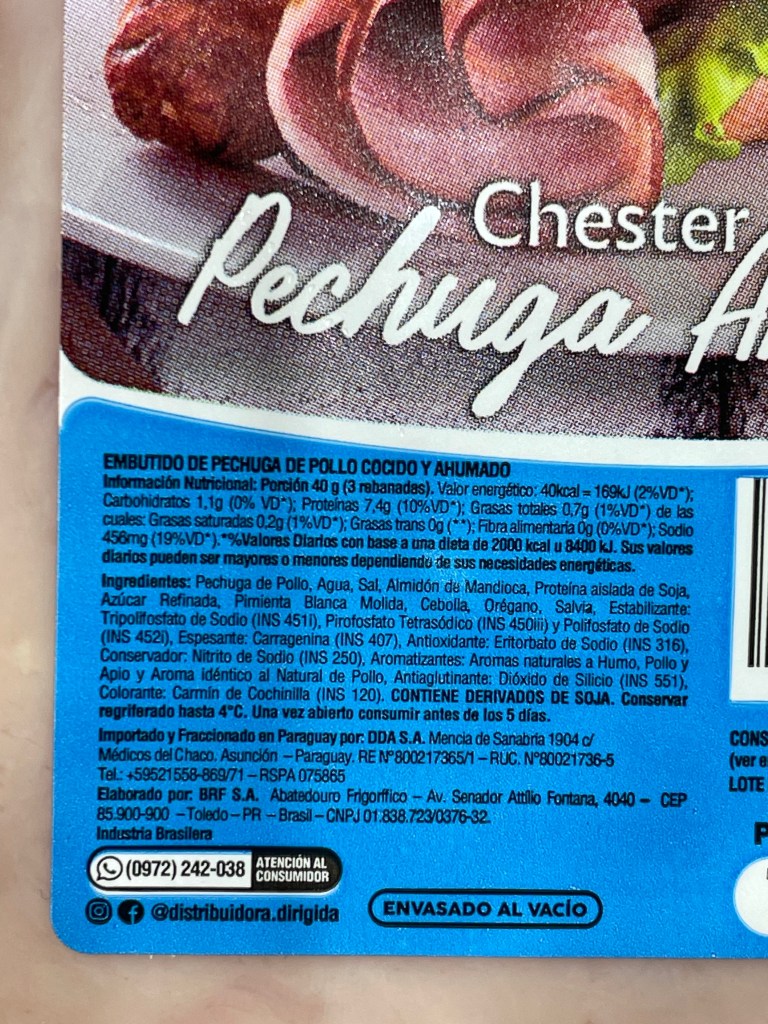 Chester
Pechuga
EMBUTIDO DE PECHUGA DE POLLO COCIDO Y AHUMADO
Información Nutricional: Porción 40 g (3 rebanadas). Valor energético: 40kcal = 169kJ (2%VD*);
Carbohidratos 1,1g (0% VD*); Proteínas 7,4g (10%VD*); Grasas totales 0,7g (1%VD*) de las
cuales: Grasas saturadas 0,2g (1%VD*); Grasas trans 0g (**); Fibra alimentaria 0g (0%VD*); Sodio
456mg (19%VD*).*%Valores Diarios con base a una dieta de 2000 kcal u 8400 kJ. Sus valores
diarios pueden ser mayores o menores dependiendo de sus necesidades energéticas.
Ingredientes: Pechuga de Pollo, Agua, Sal, Almidón de Mandioca, Proteína aislada de Soja,
Azúcar Refinada, Pimienta Blanca Molida, Cebolla, Orégano, Salvia, Estabilizante:
Tripolifosfato de Sodio (INS 451i), Pirofosfato Tetrasódico (INS 450iii) y Polifosfato de Sodio
(INS 452i), Espesante: Carragenina (INS 407), Antioxidante: Eritorbato de Sodio (INS 316),
Conservador: Nitrito de Sodio (INS 250), Aromatizantes: Aromas naturales a Humo, Pollo y
Apio y Aroma Idéntico al Natural de Pollo, Antiaglutinante: Dióxido de Silicio (INS 551),
Colorante: Carmín de Cochinilla (INS 120). CONTIENE DERIVADOS DE SOJA. Conservar
regriferado hasta 4°C. Una vez abierto consumir antes de los 5 días.
Importado y Fraccionado en Paraguay por: DDA S.A. Mencia de Sanabria 1904 c/
Médicos del Chaco. Asunción – Paraguay. RE N°800217365/1 – RUC. N°80021736-5
Tel.: +59521558-869/71 – RSPA 075865
Elaborado por: BRF S.A. Abatedouro Frigorífico – Av. Senador Attílio Fontana, 4040 – CEP
85.900-900 – Toledo – PR – Brasil – CNPJ 01.838.723/0376-32.
Industria Brasilera
(0972) 242-038 ATENCIÓN AL
CONSUMIDOR
@distribuidora.dirigida
ENVASADO AL VACÍO
CONS
(ver e
LOTE
P